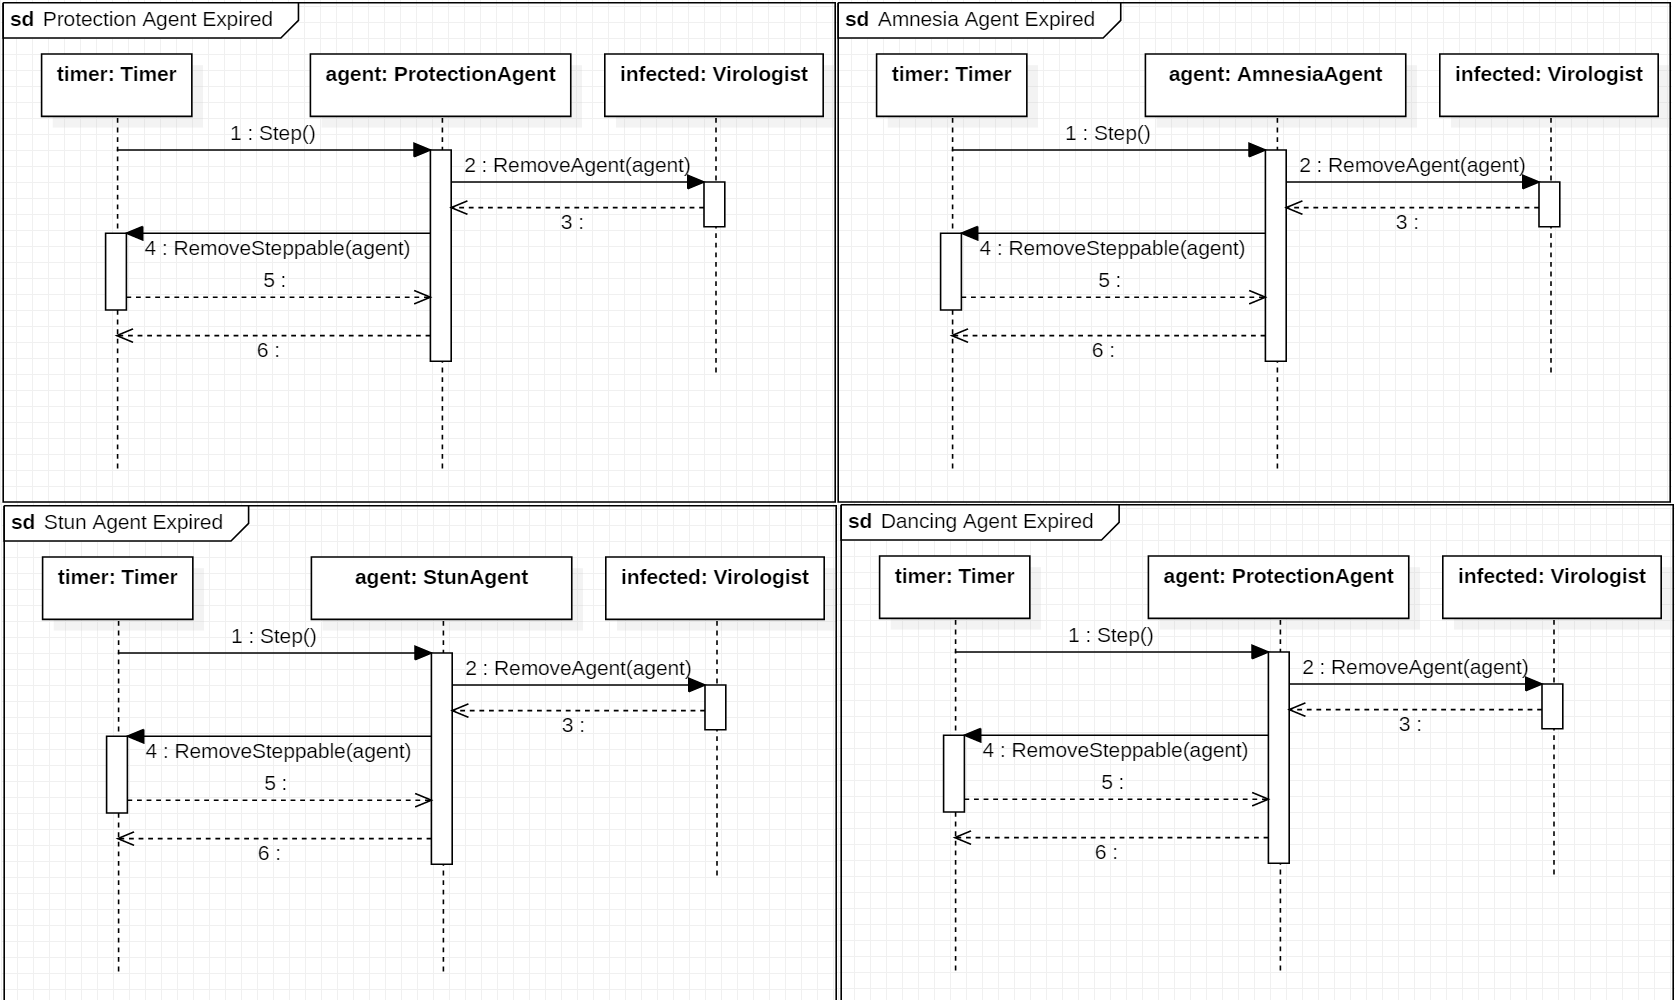 sd Protection Agent Expired
timer: Timer
agent: ProtectionAgent
infected: Virologist
1 : Step()
2 : RemoveAgent(agent)
3 :
4 : RemoveSteppable(agent)
5 :
6 :
sd Amnesia Agent Expired
timer: Timer
agent: AmnesiaAgent
infected: Virologist
1 : Step()
2 : RemoveAgent(agent)
3 :
4 : RemoveSteppable(agent)
5 :
6 :
sd Stun Agent Expired
timer: Timer
agent: StunAgent
infected: Virologist
1 : Step()
2 : RemoveAgent(agent)
3 :
4 : RemoveSteppable(agent)
5 :
6 :
sd Dancing Agent Expired
timer: Timer
agent: ProtectionAgent
infected: Virologist
1 : Step()
2 : RemoveAgent(agent)
3 :
4 : RemoveSteppable(agent)
5 :
6 :